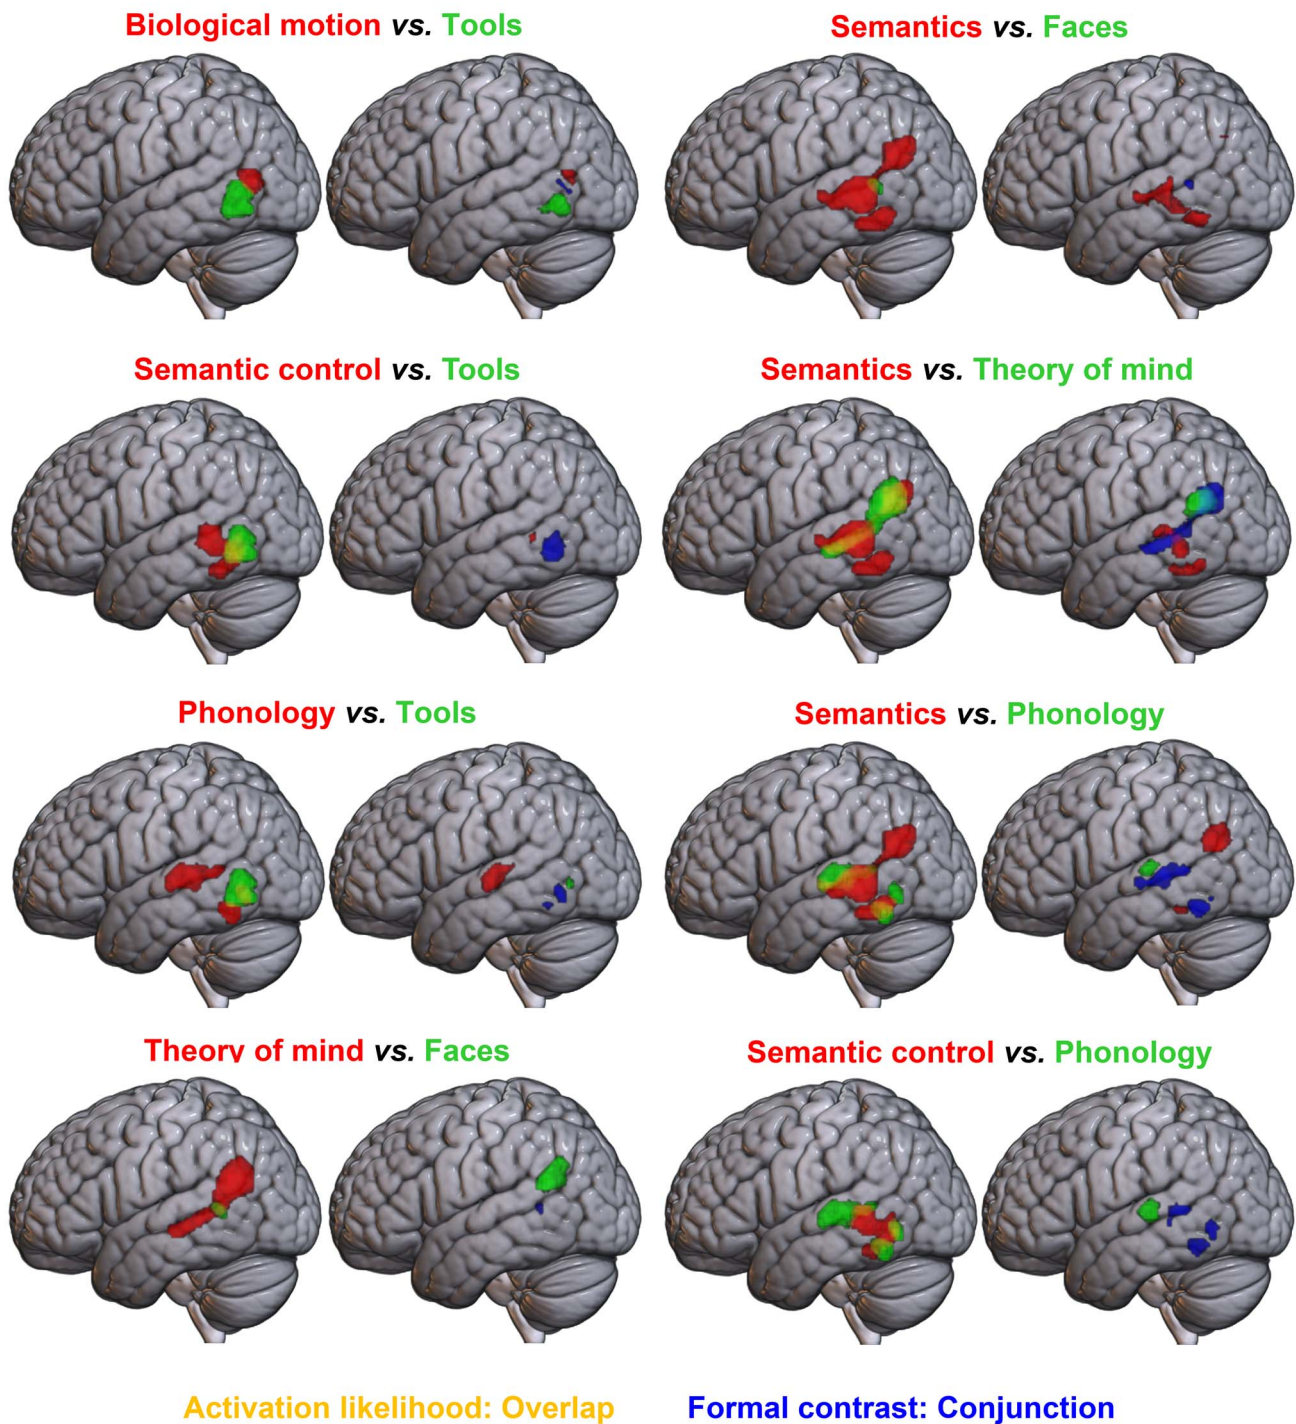 Biological motion vs. Tools
Semantics vs. Faces
Semantic control vs. Tools
Semantics vs. Theory of mind
Phonology vs. Tools
Semantics vs. Phonology
Theory of mind vs. Faces
Semantic control vs. Phonology
Activation likelihood: Overlap
Formal contrast: Conjunction